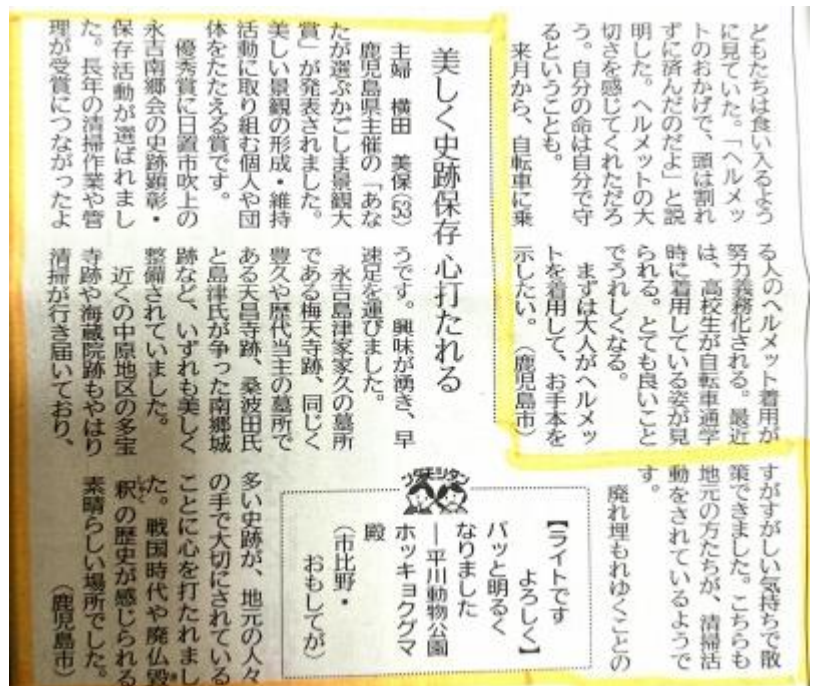 どもたちは食い入るよう
に見ていた。「ヘルメッ
トのおかげで、頭は割れ
ずに済んだのだよ」と説
明した。ヘルメットの大
切さを感じてくれただろ
う。自分の命は自分で守
るということも。
来月から、自転車に乗
る人のヘルメット着用が
努力義務化される。最近
は、高校生が自転車通学
時に着用している姿が見
られる。とても良いこと
でうれしくなる。
まずは大人がヘルメッ
トを着用して、お手本を
示したい。（鹿児島市）
美しく史跡保存 心打たれる
主婦 横田 美保(53)
鹿児島県主催の「あな
たが選ぶかごしま景観大
賞」が発表されました。
美しい景観の形成・維持
活動に取り組む個人や団
体をたたえる賞です。
優秀賞に日置市吹上の
永吉南郷会の史跡顕彰・
保存活動が選ばれまし
た。長年の清掃作業や管
理が受賞につながったよ
うです。興味が湧き、早
速足を運びました。
永吉島津家家久の墓所
である梅天寺跡、同じく
豊久や歴代当主の墓所で
ある天昌寺跡、桑波田氏
と島津氏が争った南郷城
跡など、いずれも美しく
整備されていました。
近くの中原地区の多宝
寺跡や海蔵院跡もやはり
清掃が行き届いており、
すがすがしい気持ちで散
策できました。こちらも
地元の方たちが、清掃活
動をされているようで
す。
廃れ埋もれゆくことの
多い史跡が、地元の人々
の手で大切にされている
ことに心を打たれまし
た。戦国時代や廃仏毀
釈の歴史が感じられる
素晴らしい場所でした。
（鹿児島市）
【ライトです
よろしく】
パッと明るく
なりました
―平川動物公園
ホッキョクグマ
殿
（市比野・
おもしてが）